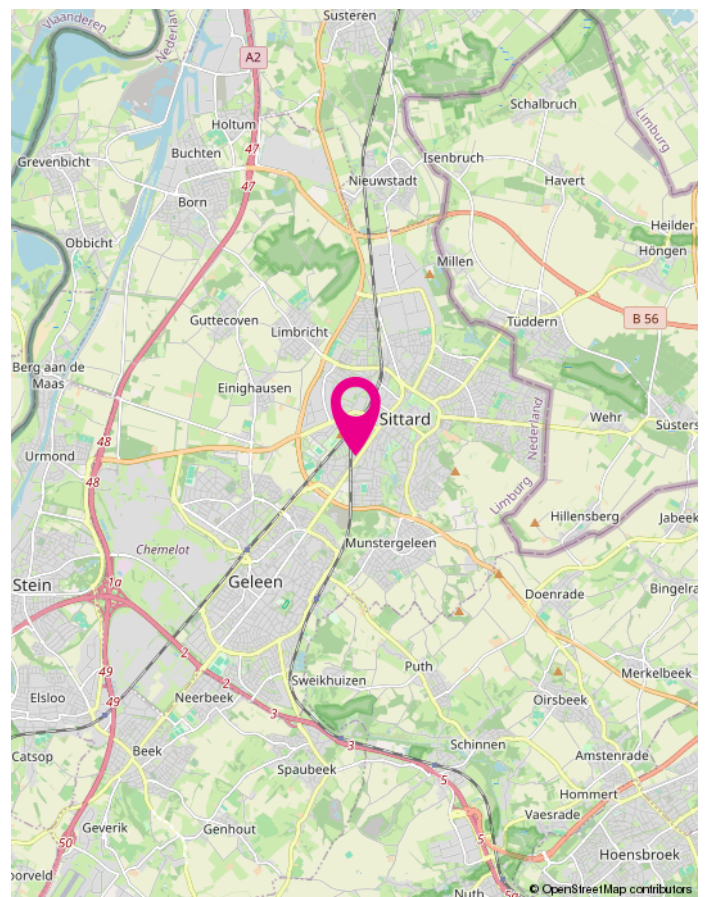 Susteren
Vlaanderen
Nederlan
A2
Schalbruch
Limburg
Holtum
47
Buchten
Isenbruch
Grevenbicht
47
Nieuwstadt
Havert
Born
Heilder
Obbicht
Höngen
Millen
Guttecoven
Limbricht
Tüddern
B 56
Berg aan de
Maas
Einighausen
Sittard
Nederland
Wehr
Süsters
48
Urmond
48
Limburg
Hillensberg
Jabeek
Chemelot
Munstergeleen
Stein
1a
Geleen
Doenrade
Bingelra
2
49
2
Sweikhuizen
Puth
Merkelbeek
Elsloo
49
Neerbeek
3
Oirsbeek
3
Catsop
Beek
Schinnen
Amstenrade
Spaubeek
5
Hommert
Geverik
Genhout
5
Vaesrade
50
Hoensbroek
oorveld
Nuth
5a
© OpenStreetMap contributors